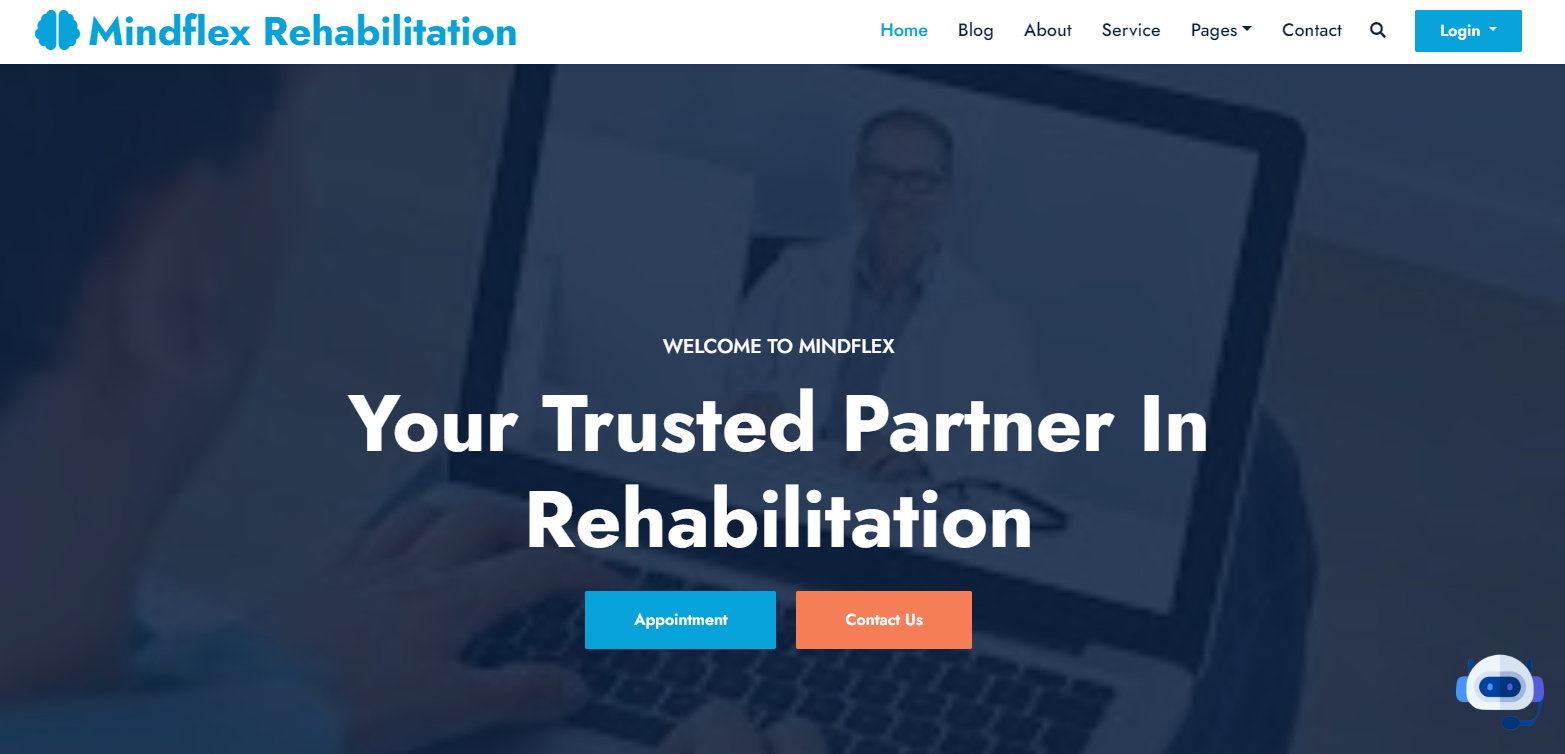 Mindflex Rehabilitation
Home Blog About Service Pages Contact Login
WELCOME TO MINDFLEX
Your Trusted Partner In
Rehabilitation
Appointment Contact Us